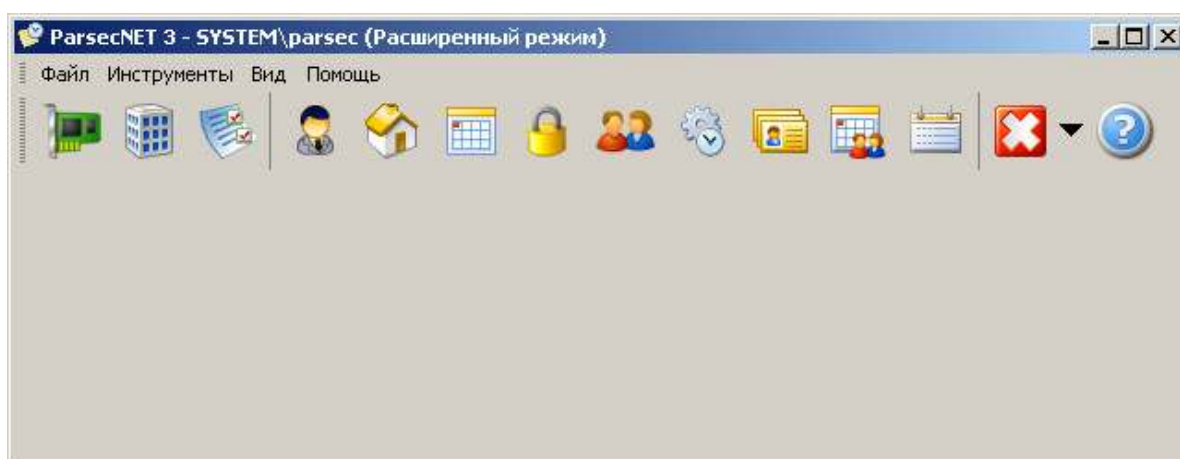 ParsecNET 3 - SYSTEM\parsec (Расширенный режим)
Файл Инструменты Вид Помощь